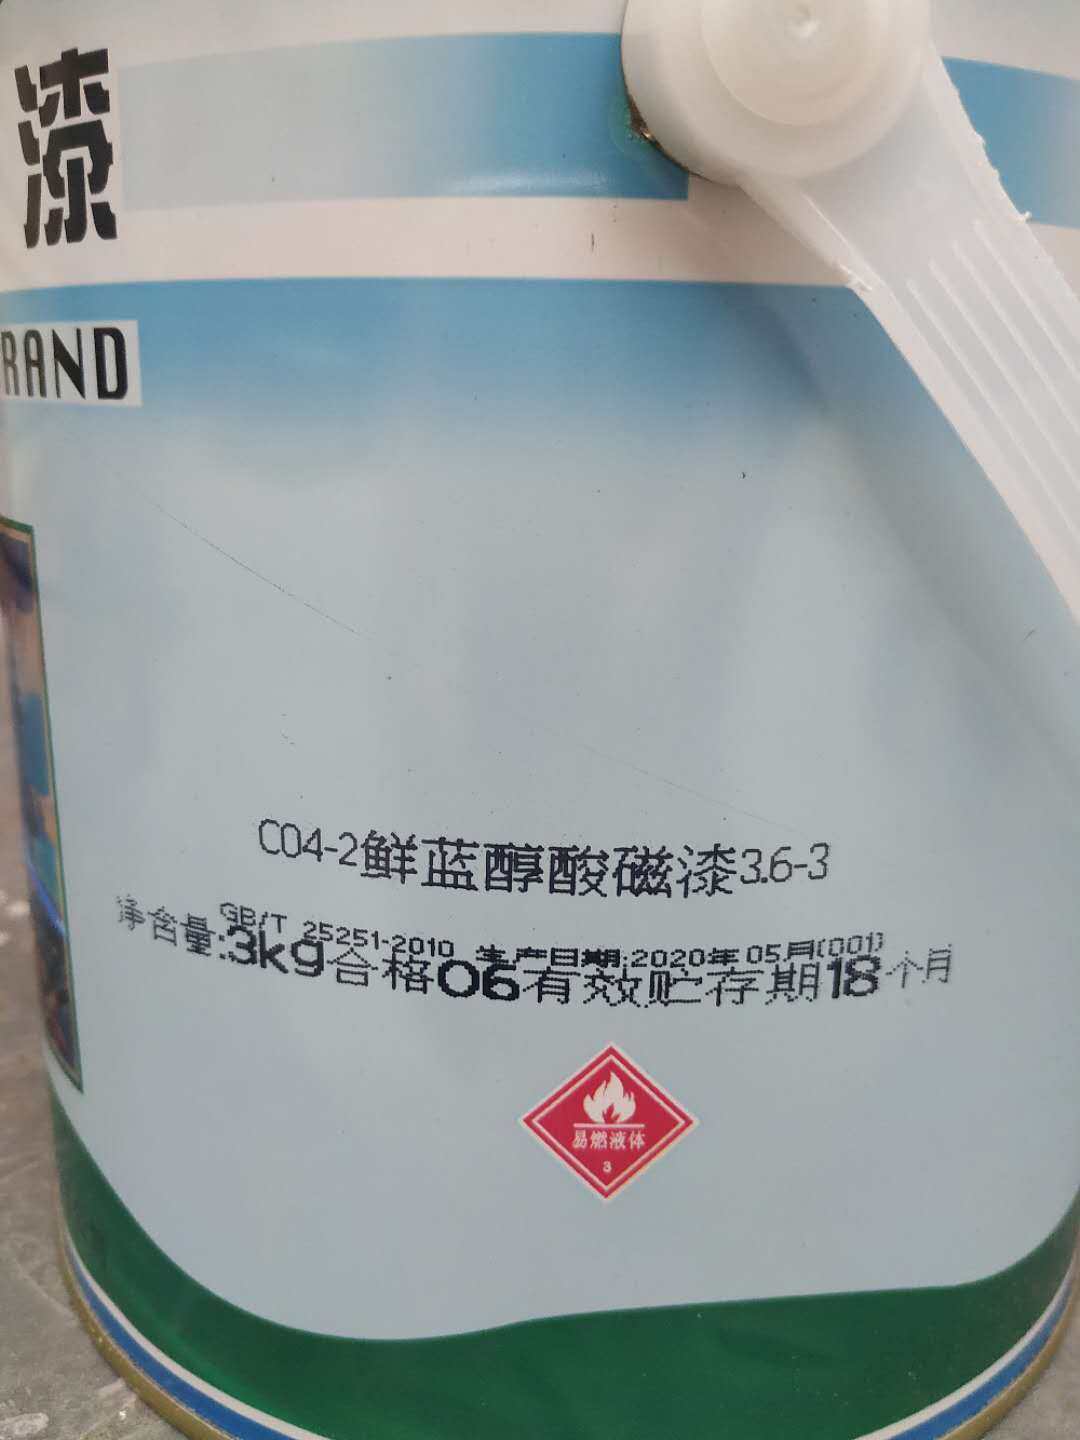 漆
RAND
C04-2鲜蓝醇酸磁漆3.6-3
GB/T 25251-2010 生产日期:2020年05月(001)
净含量:3kg合格06有效贮存期18个月
易燃液体
3